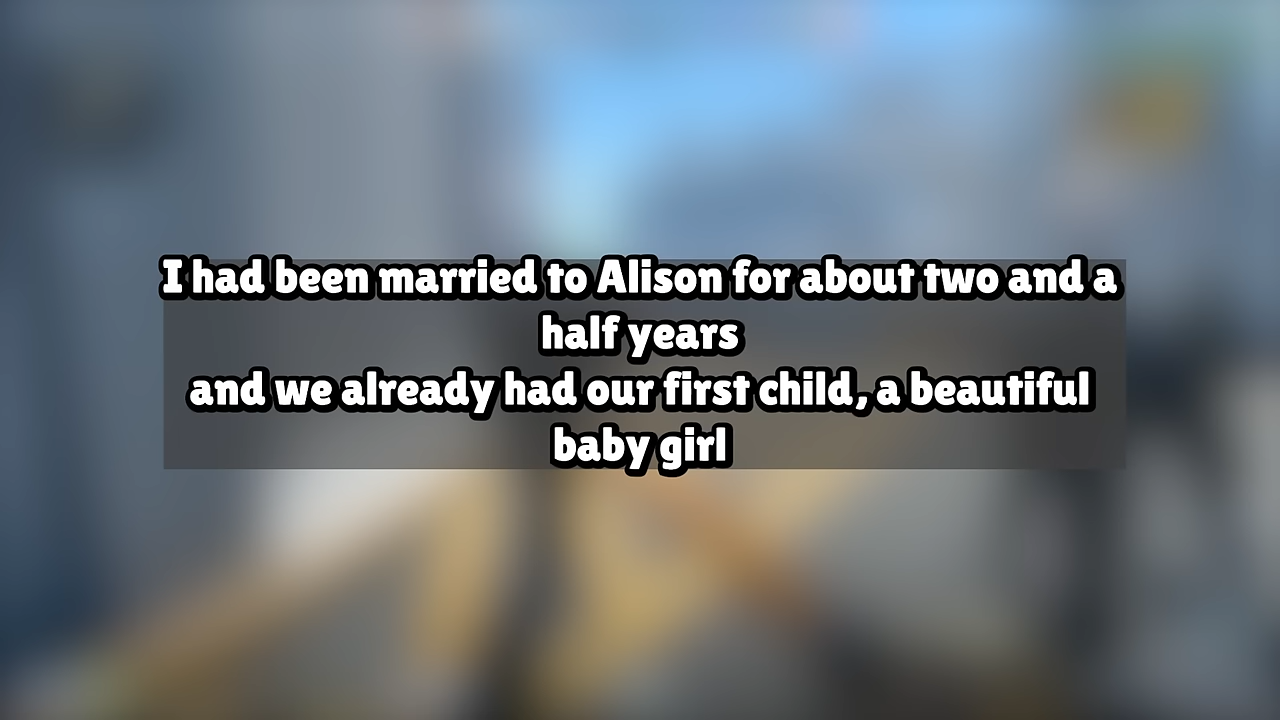 I had been married to Alison for about two and a
half years
and we already had our first child, a beautiful
baby girl